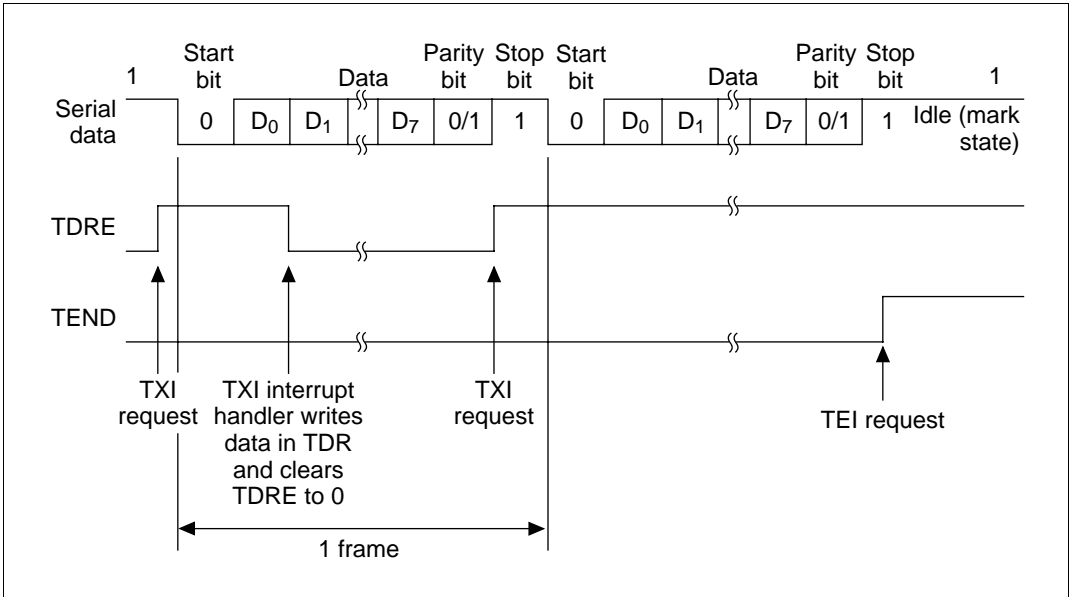 Start bit
Parity bit
Stop bit
Start bit
Parity bit
Stop bit
1
Data
Data
1
Serial data
0
D0
D1
D7
0/1
1
0
D0
D1
D7
0/1
1
Idle (mark state)
TDRE
TEND
TXI
request
TXI interrupt
handler writes
data in TDR
and clears
TDRE to 0
TXI
request
TEI request
1 frame